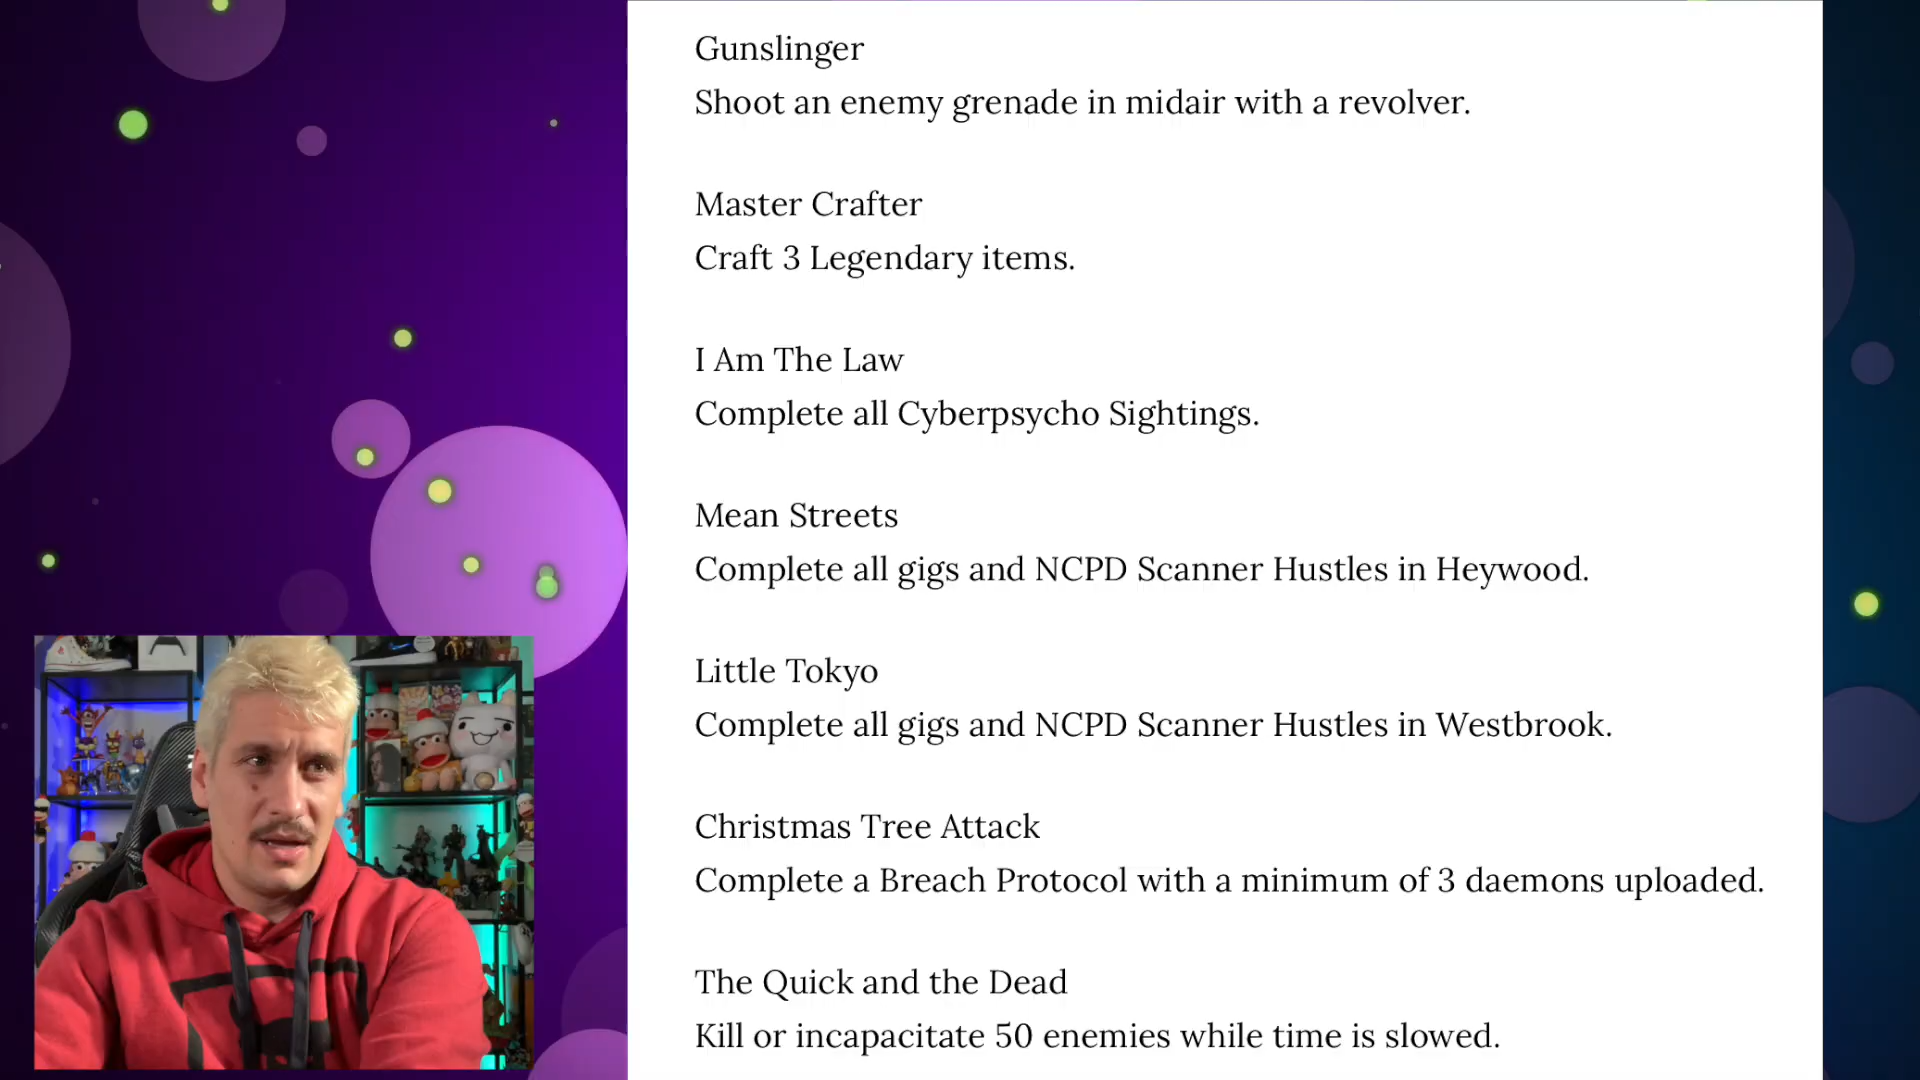 Gunslinger
Shoot an enemy grenade in midair with a revolver.
Master Crafter
Craft 3 Legendary items.
I Am The Law
Complete all Cyberpsycho Sightings.
Mean Streets
Complete all gigs and NCPD Scanner Hustles in Heywood.
Little Tokyo
Complete all gigs and NCPD Scanner Hustles in Westbrook.
Christmas Tree Attack
Complete a Breach Protocol with a minimum of 3 daemons uploaded.
The Quick and the Dead
Kill or incapacitate 50 enemies while time is slowed.